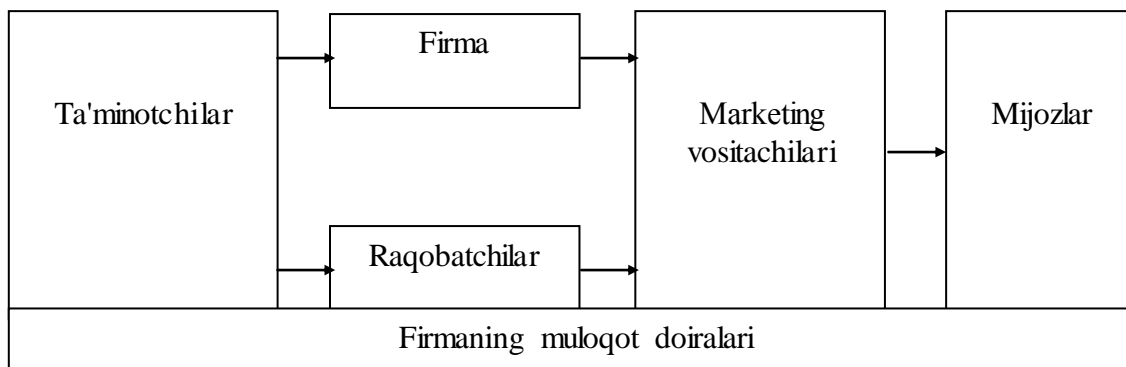 Firma
Ta'minotchilar
Marketing
vositachilari
Mijozlar
Raqobatchilar
Firmaning muloqot doiralari